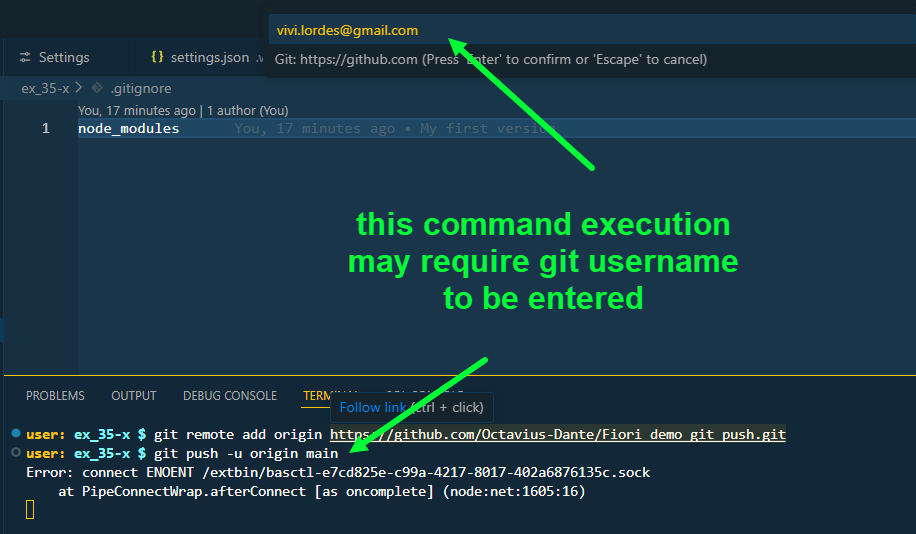 vivi.lordes@gmail.com
Git: https://github.com (Press 'Enter' to confirm or 'Escape' to cancel)
Settings
{} settings.json
ex_35-x > .gitignore
You, 17 minutes ago | 1 author (You)
1 node_modules You, 17 minutes ago • My first version
this command execution
may require git username
to be entered
PROBLEMS OUTPUT DEBUG CONSOLE
Follow link (ctrl + click)
user: ex_35-x $ git remote add origin https://github.com/Octavius-Dante/Fiori_demo_git_push.git
user: ex_35-x $ git push -u origin main
Error: connect ENOENT /extbin/basctl-e7cd825e-c99a-4217-8017-402a6876135c.sock
at PipeConnectWrap.afterConnect [as oncomplete] (node:net:1605:16)